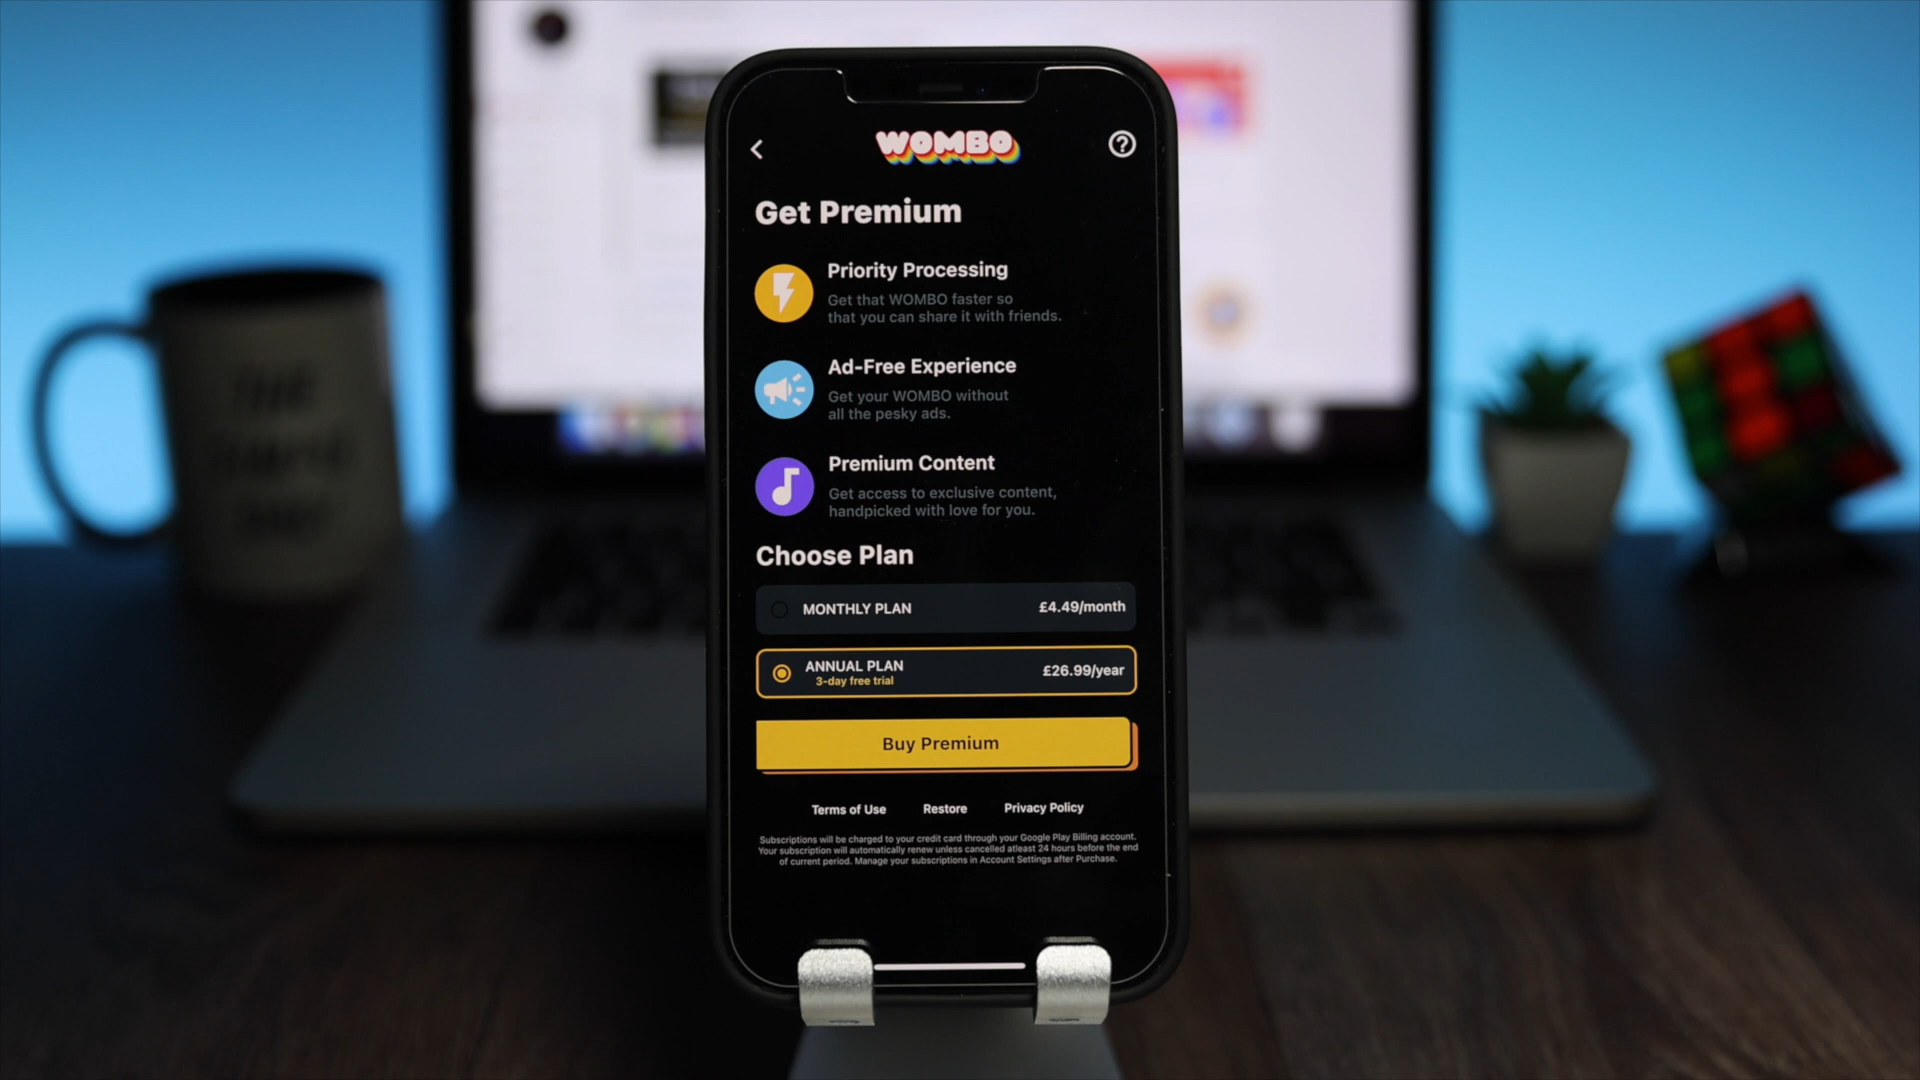 WOMBO
Get Premium
Priority Processing
Get that WOMBO faster so
that you can share it with friends.
Ad-Free Experience
Get your WOMBO without
all the pesky ads.
Premium Content
Get access to exclusive content,
handpicked with love for you.
Choose Plan
MONTHLY PLAN £4.49/month
ANNUAL PLAN £26.99/year
3-day free trial
Buy Premium
Terms of Use Restore Privacy Policy
Subscriptions will be charged to your credit card through your Google Play Billing account.
Your subscription will automatically renew unless cancelled atleast 24 hours before the end
of current period. Manage your subscriptions in Account Settings after Purchase.
THE